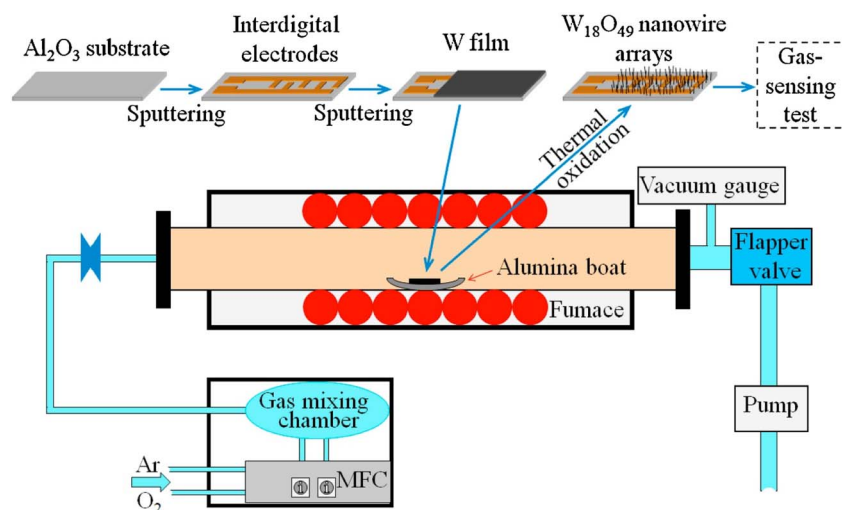 Al₂O₃ substrate
Sputtering
Interdigital
electrodes
Sputtering
W film
W₁₈O₄₉ nanowire
arrays
Gas-
sensing
test
Thermal
oxidation
Vacuum gauge
Flapper
valve
Alumina boat
Fumace
Pump
Gas mixing
chamber
MFC
Ar
O₂